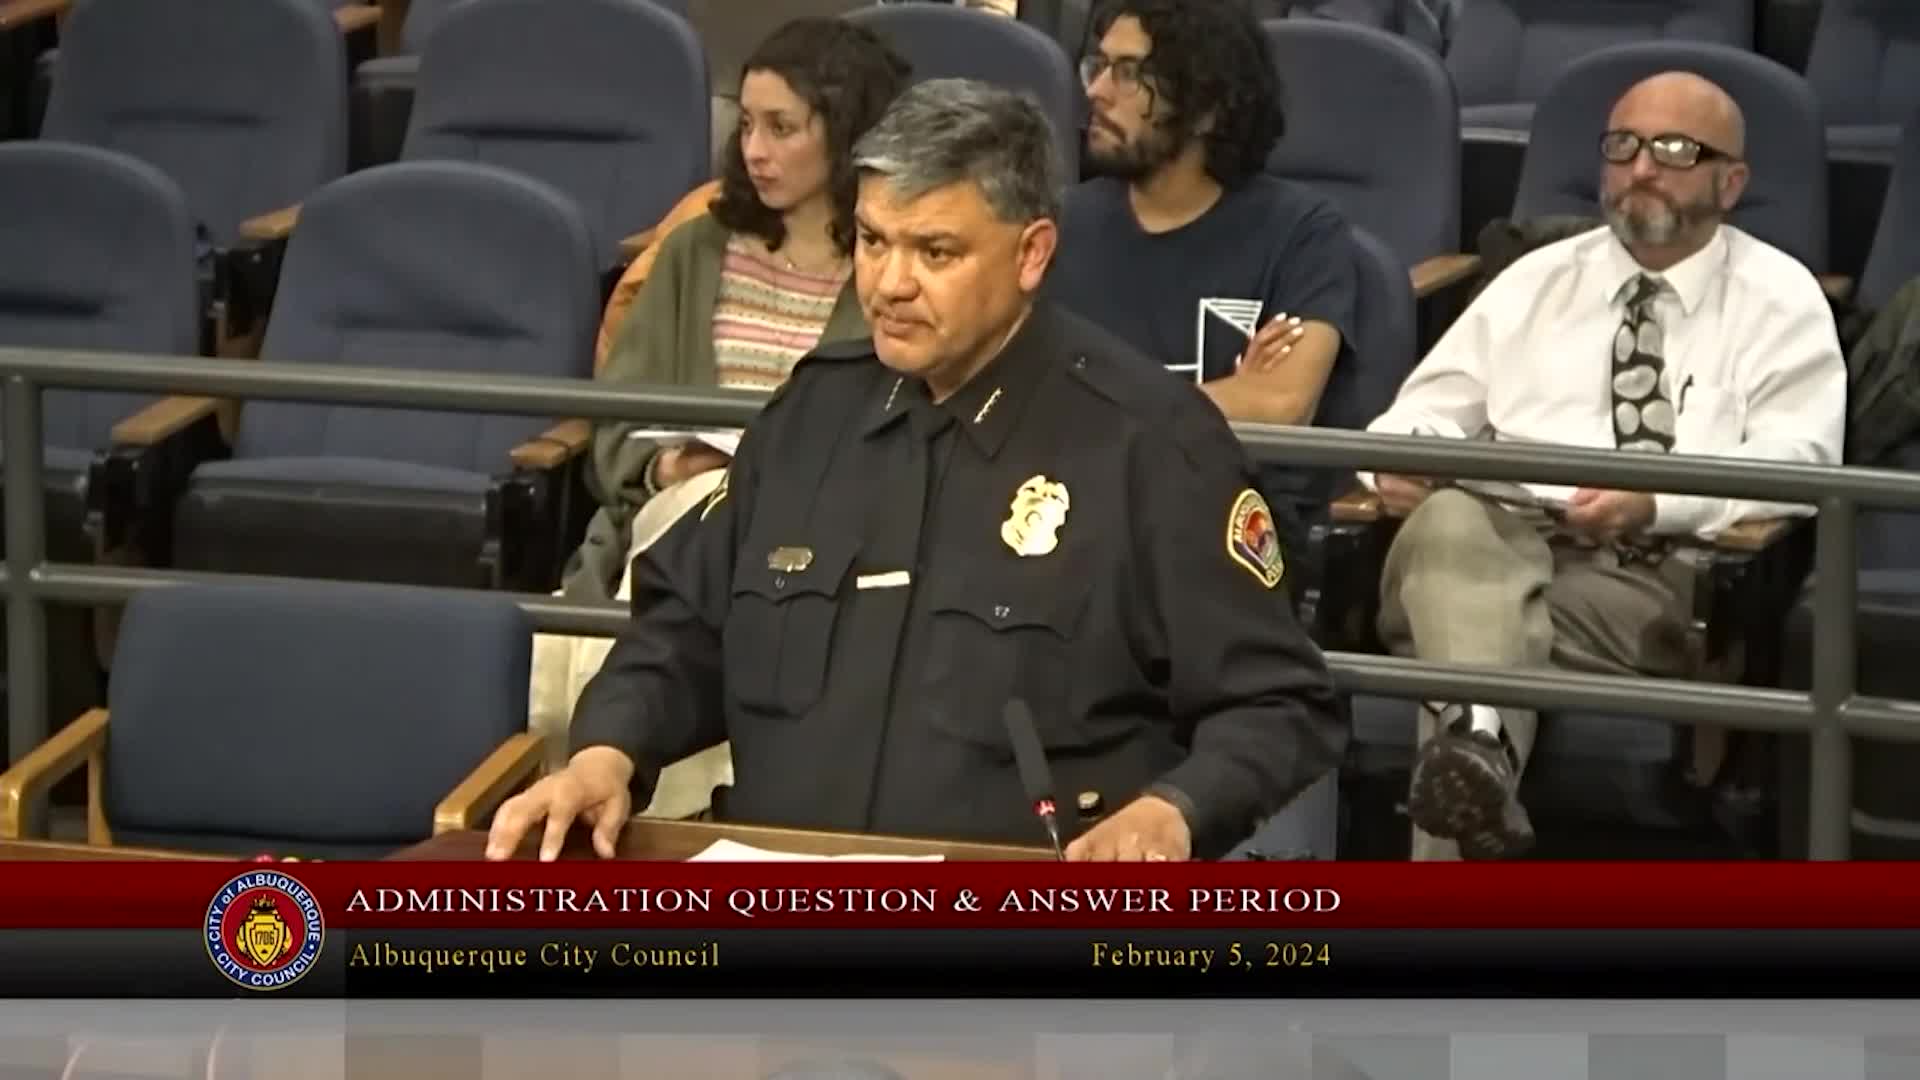 ADMINISTRATION QUESTION & ANSWER PERIOD
Albuquerque City Council
February 5, 2024
CITY of ALBUQUERQUE
1706
CITY COUNCIL